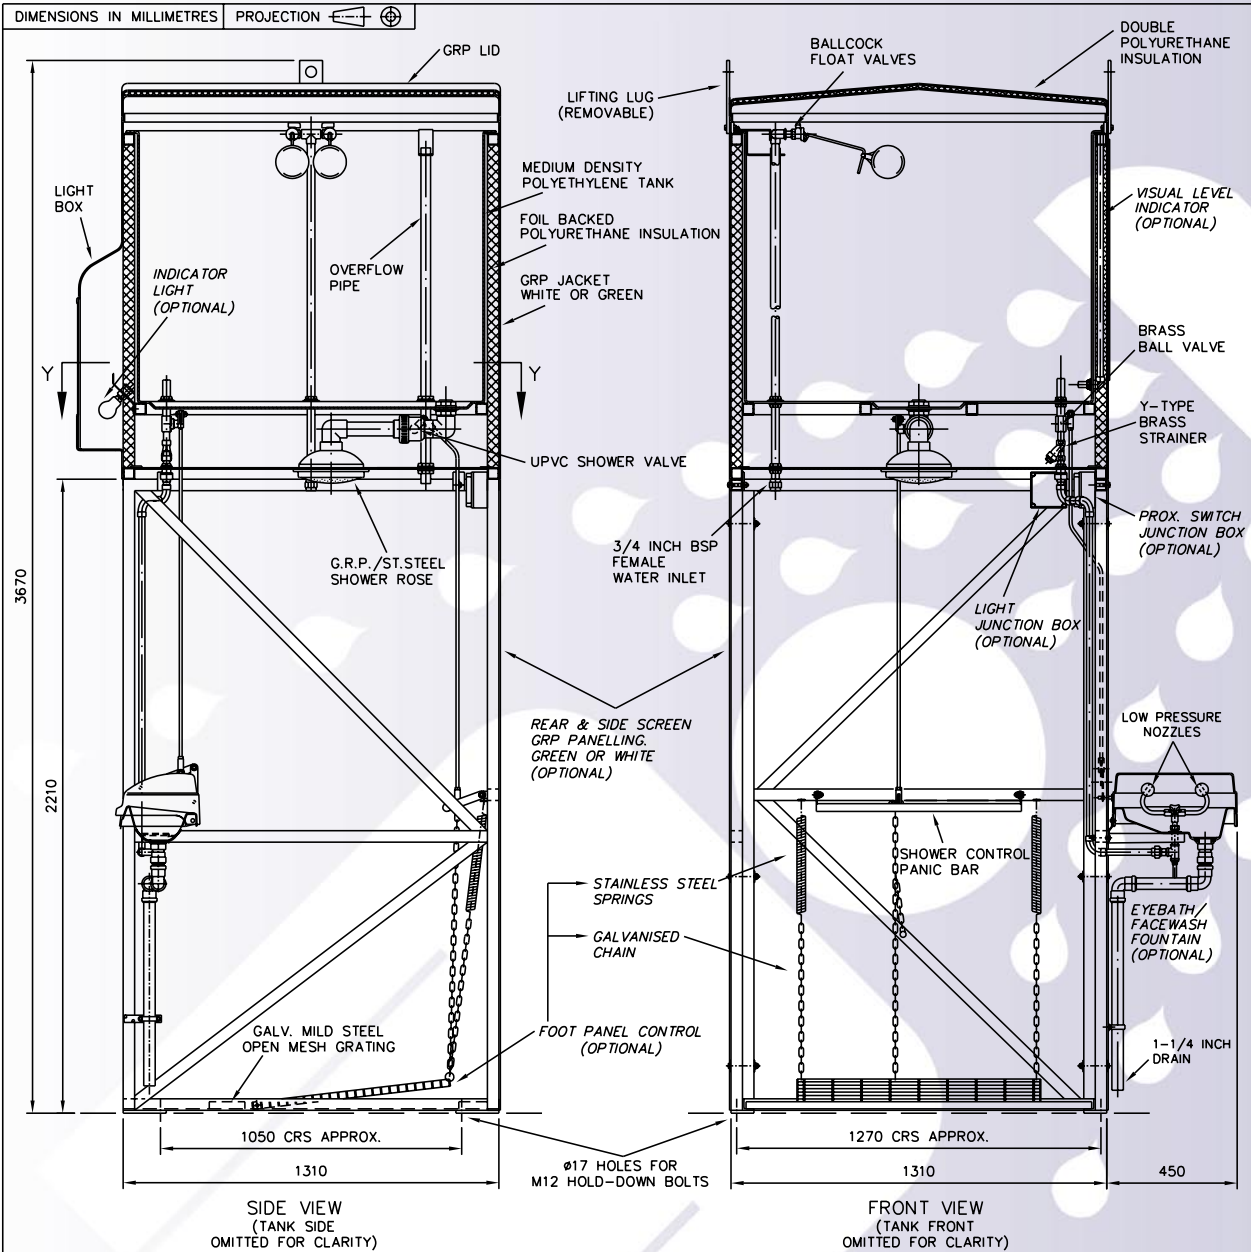 DIMENSIONS IN MILLIMETRES
PROJECTION
GRP LID
BALLCOCK
FLOAT VALVES
DOUBLE
POLYURETHANE
INSULATION
LIFTING LUG
(REMOVABLE)
LIGHT
BOX
MEDIUM DENSITY
POLYETHYLENE TANK
VISUAL LEVEL
INDICATOR
(OPTIONAL)
FOIL BACKED
POLYURETHANE INSULATION
INDICATOR
LIGHT
(OPTIONAL)
OVERFLOW
PIPE
GRP JACKET
WHITE OR GREEN
BRASS
BALL VALVE
Y
Y
Y-TYPE
BRASS
STRAINER
UPVC SHOWER VALVE
G.R.P./ST.STEEL
SHOWER ROSE
3/4 INCH BSP
FEMALE
WATER INLET
PROX. SWITCH
JUNCTION BOX
(OPTIONAL)
LIGHT
JUNCTION BOX
(OPTIONAL)
3670
2210
REAR & SIDE SCREEN
GRP PANELLING.
GREEN OR WHITE
(OPTIONAL)
LOW PRESSURE
NOZZLES
SHOWER CONTROL
PANIC BAR
STAINLESS STEEL
SPRINGS
GALVANISED
CHAIN
EYEBATH/
FACEWASH
FOUNTAIN
(OPTIONAL)
GALV. MILD STEEL
OPEN MESH GRATING
FOOT PANEL CONTROL
(OPTIONAL)
1-1/4 INCH
DRAIN
1050 CRS APPROX.
1270 CRS APPROX.
1310
ø17 HOLES FOR
M12 HOLD-DOWN BOLTS
1310
450
SIDE VIEW
(TANK SIDE
OMITTED FOR CLARITY)
FRONT VIEW
(TANK FRONT
OMITTED FOR CLARITY)